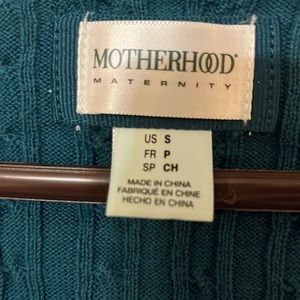 MOTHERHOOD
MATERNITY
US S
FR P
SP CH
MADE IN CHINA
FABRIQUÉ EN CHINE
HECHO EN CHINA